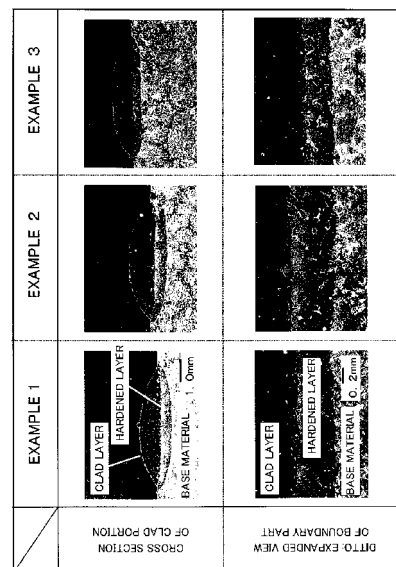 EXAMPLE 1
EXAMPLE 2
EXAMPLE 3
CROSS SECTION
OF CLAD PORTION
CLAD LAYER
HARDENED LAYER
BASE MATERIAL
1. 0mm
DITTO: EXPANDED VIEW
OF BOUNDARY PART
CLAD LAYER
HARDENED LAYER
BASE MATERIAL
0. 2mm